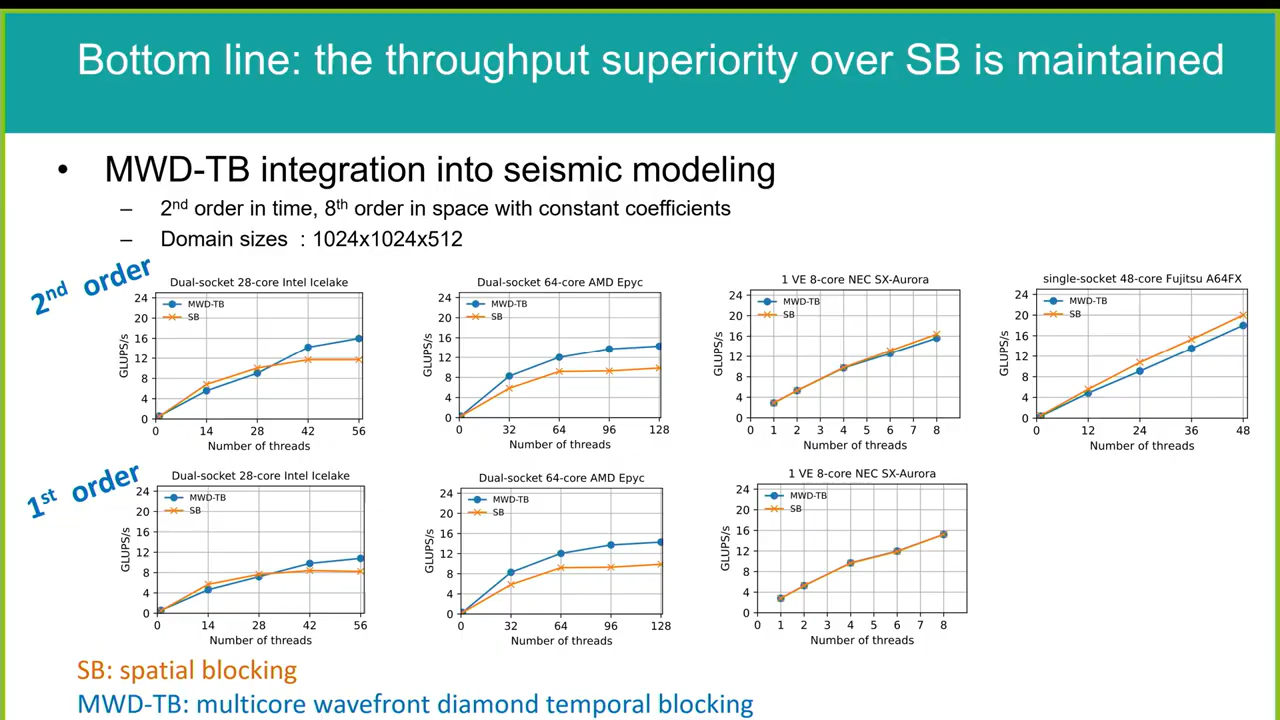 Bottom line: the throughput superiority over SB is maintained
• MWD-TB integration into seismic modeling
– 2nd order in time, 8th order in space with constant coefficients
– Domain sizes : 1024x1024x512
2nd order
Dual-socket 28-core Intel Icelake
GLUPS/s
24
20
16
12
8
4
0
MWD-TB
SB
0 14 28 42 56
Number of threads
Dual-socket 64-core AMD Epyc
GLUPS/s
24
20
16
12
8
4
0
MWD-TB
SB
0 32 64 96 128
Number of threads
1 VE 8-core NEC SX-Aurora
GLUPS/s
24
20
16
12
8
4
0
MWD-TB
SB
0 1 2 3 4 5 6 7 8
Number of threads
single-socket 48-core Fujitsu A64FX
GLUPS/s
24
20
16
12
8
4
0
MWD-TB
SB
0 12 24 36 48
Number of threads
1st order
Dual-socket 28-core Intel Icelake
GLUPS/s
24
20
16
12
8
4
0
MWD-TB
SB
0 14 28 42 56
Number of threads
Dual-socket 64-core AMD Epyc
GLUPS/s
24
20
16
12
8
4
0
MWD-TB
SB
0 32 64 96 128
Number of threads
1 VE 8-core NEC SX-Aurora
GLUPS/s
24
20
16
12
8
4
0
MWD-TB
SB
0 1 2 3 4 5 6 7 8
Number of threads
SB: spatial blocking
MWD-TB: multicore wavefront diamond temporal blocking